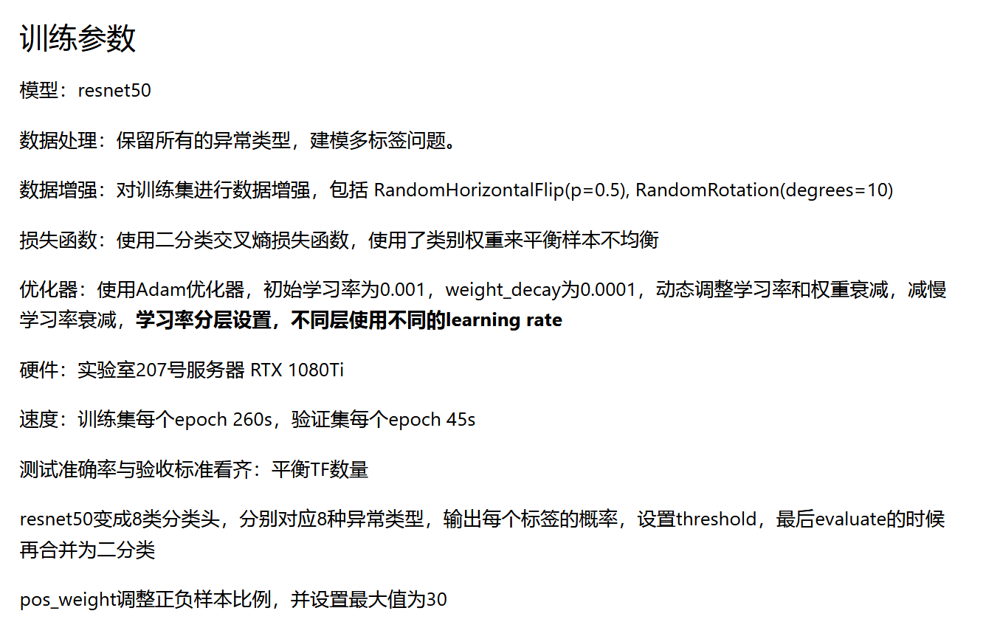 训练参数
模型：resnet50
数据处理：保留所有的异常类型，建模多标签问题。
数据增强：对训练集进行数据增强，包括 RandomHorizontalFlip(p=0.5), RandomRotation(degrees=10)
损失函数：使用二分类交叉熵损失函数，使用了类别权重来平衡样本不均衡
优化器：使用Adam优化器，初始学习率为0.001，weight_decay为0.0001，动态调整学习率和权重衰减，减慢
学习率衰减，学习率分层设置，不同层使用不同的learning rate
硬件：实验室207号服务器 RTX 1080Ti
速度：训练集每个epoch 260s，验证集每个epoch 45s
测试准确率与验收标准看齐：平衡TF数量
resnet50变成8类分类头，分别对应8种异常类型，输出每个标签的概率，设置threshold，最后evaluate的时候
再合并为二分类
pos_weight调整正负样本比例，并设置最大值为30